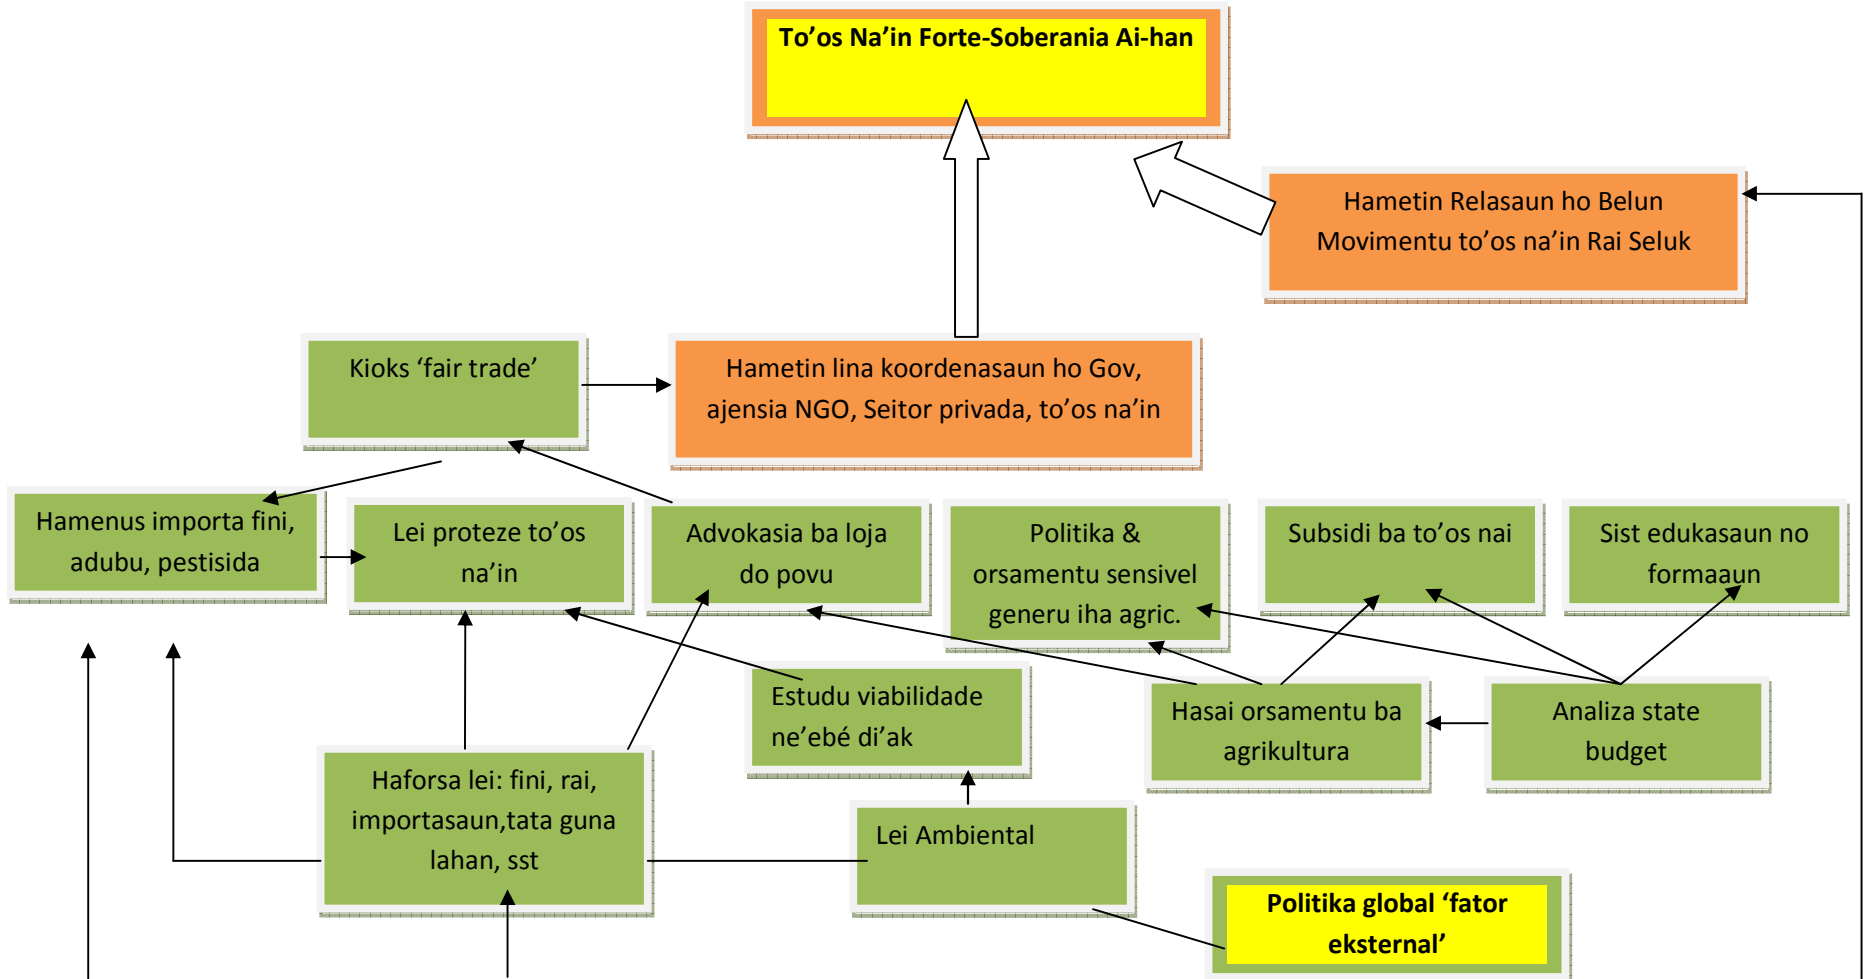 To’os Na’in Forte-Soberania Ai-han
Hametin Relasaun ho Belun
Movimentu to’os na’in Rai Seluk
Kioks ‘fair trade’
Hametin lina koordenasaun ho Gov,
ajensia NGO, Seitor privada, to’os na’in
Hamenus importa fini,
adubu, pestisida
Lei proteze to’os
na’in
Advokasia ba loja
do povu
Politika &
orsamentu sensivel
generu iha agric.
Subsidi ba to’os nai
Sist edukasaun no
formaaun
Estudu viabilidade
ne’ebé di’ak
Hasai orsamentu ba
agrikultura
Analiza state
budget
Haforsa lei: fini, rai,
importasaun,tata guna
lahan, sst
Lei Ambiental
Politika global ‘fator
eksternal’